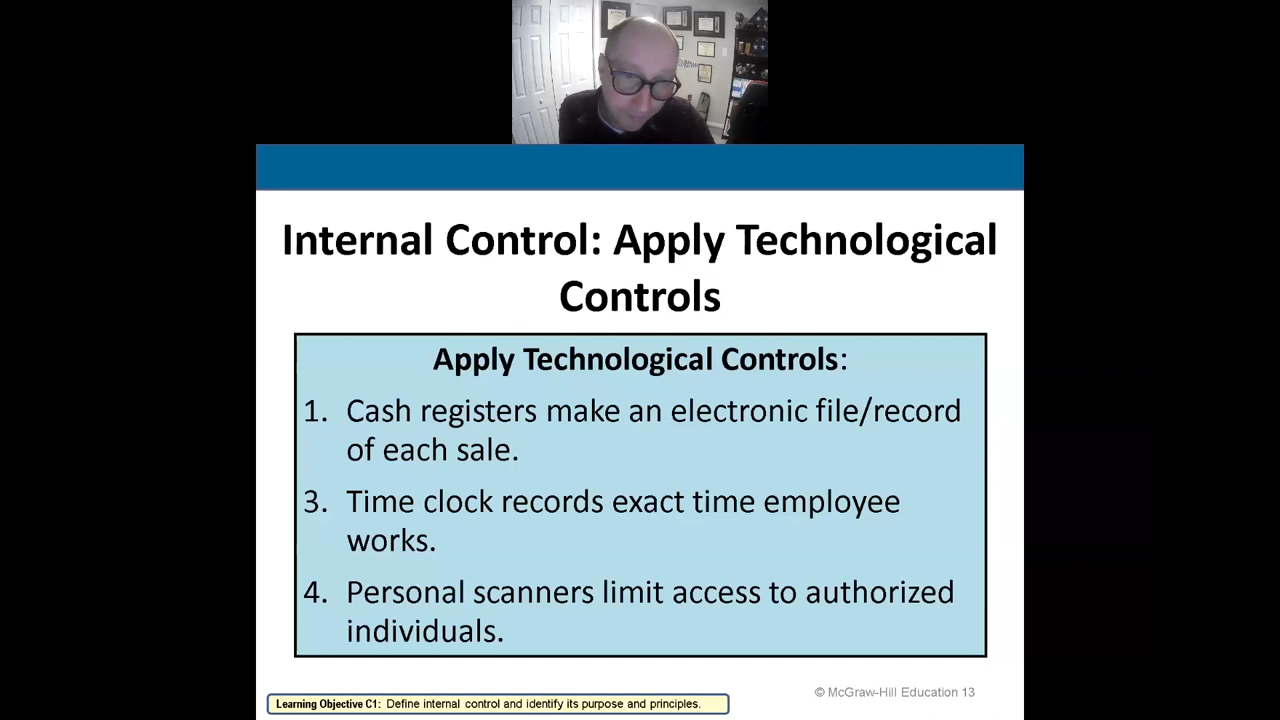 Internal Control: Apply Technological
Controls
Apply Technological Controls:
1. Cash registers make an electronic file/record
of each sale.
3. Time clock records exact time employee
works.
4. Personal scanners limit access to authorized
individuals.
© McGraw-Hill Education 13
Learning Objective C1: Define internal control and identify its purpose and principles.